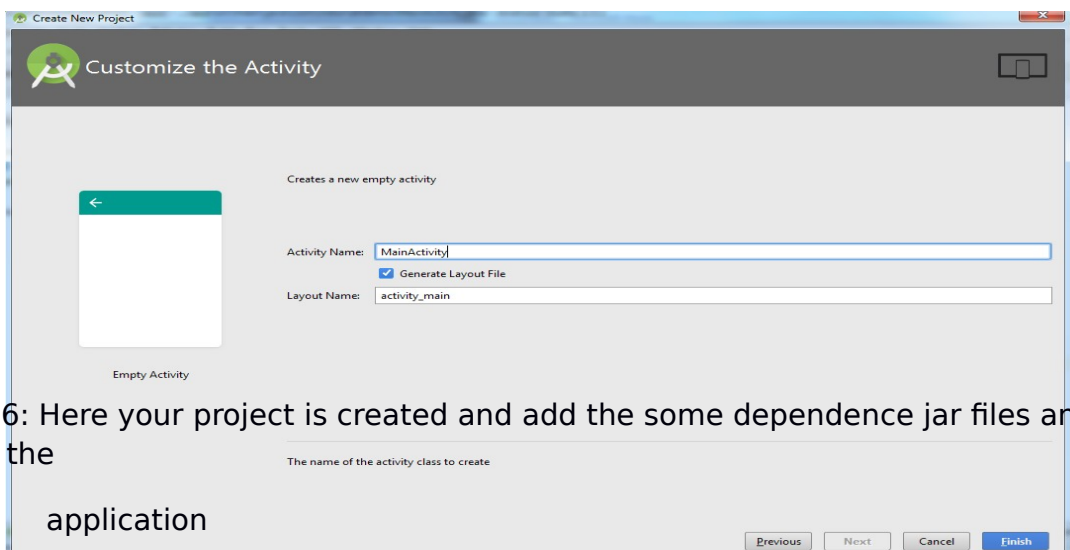 Create New Project
Customize the Activity
Creates a new empty activity
Activity Name: MainActivity
Generate Layout File
Layout Name: activity_main
Empty Activity
6: Here your project is created and add the some dependence jar files
the
The name of the activity class to create
application
Previous Next Cancel Finish